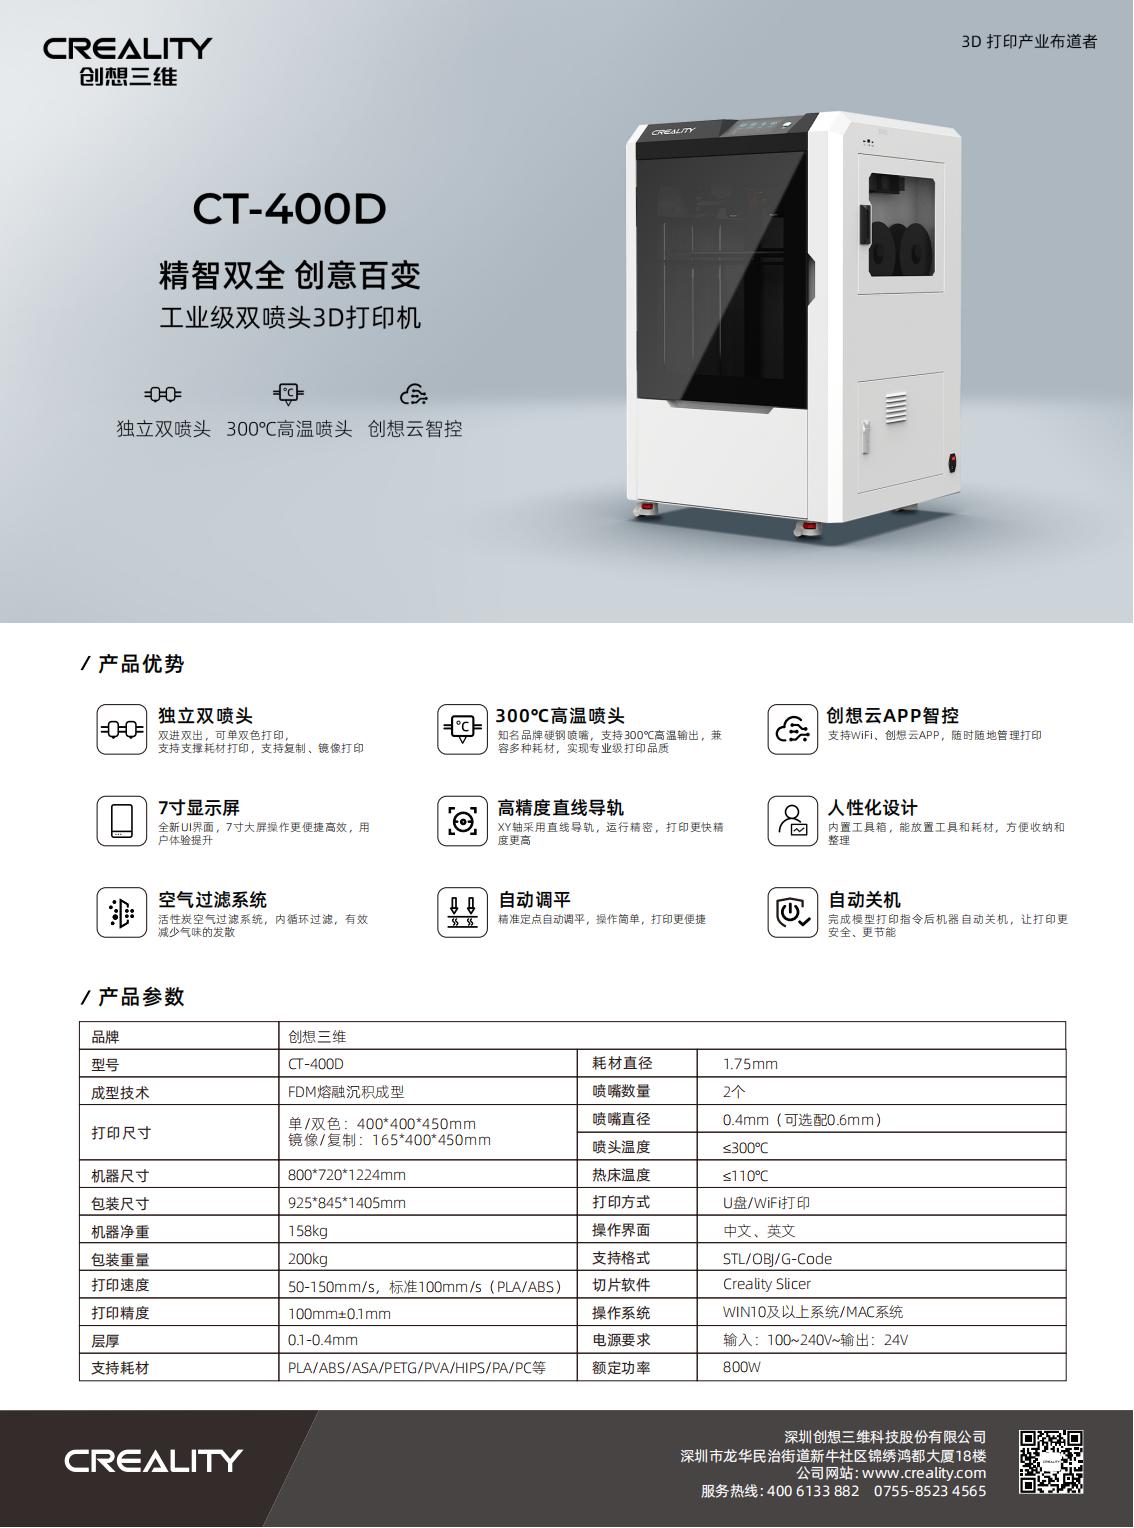 CREALITY
创想三维
3D 打印产业布道者
CREALITY
CT-400D
精智双全 创意百变
工业级双喷头3D打印机
℃
独立双喷头 300℃高温喷头 创想云智控
/ 产品优势
独立双喷头
双进双出，可单双色打印，
支持支撑耗材打印，支持复制、镜像打印
℃
300℃高温喷头
知名品牌硬钢喷嘴，支持300℃高温输出，兼
容多种耗材，实现专业级打印品质
创想云APP智控
支持WiFi、创想云APP，随时随地管理打印
7寸显示屏
全新UI界面，7寸大屏操作更便捷高效，用
户体验提升
高精度直线导轨
XY轴采用直线导轨，运行精密，打印更快精
度更高
人性化设计
内置工具箱，能放置工具和耗材，方便收纳和
整理
空气过滤系统
活性炭空气过滤系统，内循环过滤，有效
减少气味的发散
自动调平
精准定点自动调平，操作简单，打印更便捷
自动关机
完成模型打印指令后机器自动关机，让打印更
安全、更节能
/ 产品参数
品牌 创想三维
型号 CT-400D 耗材直径 1.75mm
成型技术 FDM熔融沉积成型 喷嘴数量 2个
打印尺寸 单/双色：400*400*450mm 喷嘴直径 0.4mm（可选配0.6mm）
镜像/复制：165*400*450mm 喷头温度 ≤300℃
机器尺寸 800*720*1224mm 热床温度 ≤110℃
包装尺寸 925*845*1405mm 打印方式 U盘/WiFi打印
机器净重 158kg 操作界面 中文、英文
包装重量 200kg 支持格式 STL/OBJ/G-Code
打印速度 50-150mm/s，标准100mm/s（PLA/ABS） 切片软件 Creality Slicer
打印精度 100mm±0.1mm 操作系统 WIN10及以上系统/MAC系统
层厚 0.1-0.4mm 电源要求 输入：100~240V~输出：24V
支持耗材 PLA/ABS/ASA/PETG/PVA/HIPS/PA/PC等 额定功率 800W
CREALITY
深圳创想三维科技股份有限公司
深圳市龙华民治街道新牛社区锦绣鸿都大厦18楼
公司网站：www.creality.com
服务热线：400 6133 882 0755-8523 4565
CREALITY